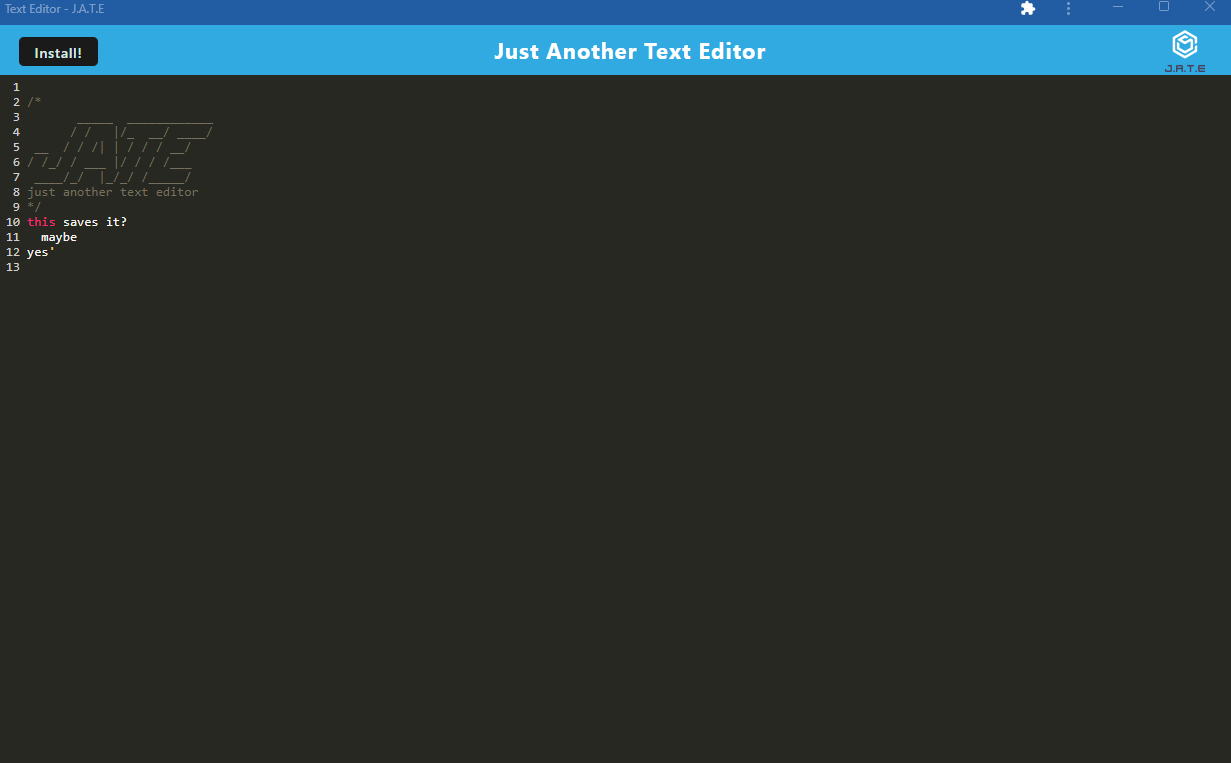 Text Editor - J.A.T.E
Install!
Just Another Text Editor
J.A.T.E
1
2 /*
3        _____  ____________
4       / /   |/_  __/ ____/
5  __  / / /| | / / / __/
6 / /_/ / ___ |/ / / /___
7  ____/_/  |_/_/ /_____/
8 just another text editor
9 */
10 this saves it?
11   maybe
12 yes'
13